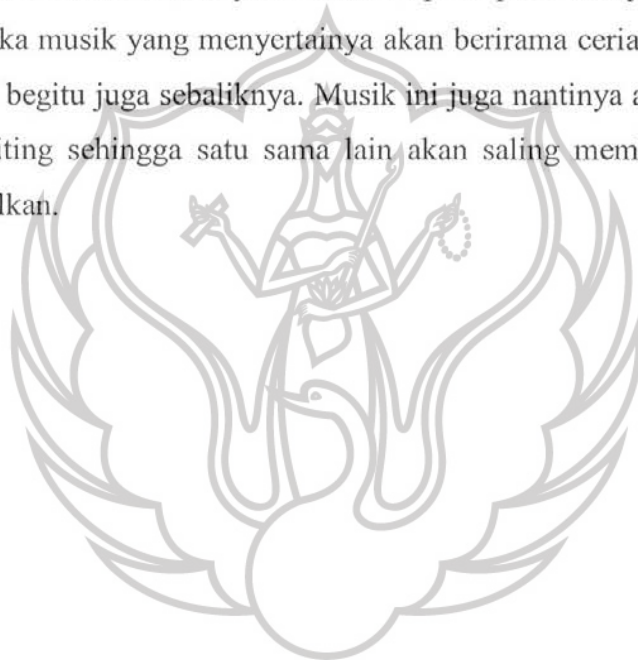 ka musik yang menyertainya akan berirama ceria
begitu juga sebaliknya. Musik ini juga nantinya a
ting sehingga satu sama lain akan saling mem
lkan.